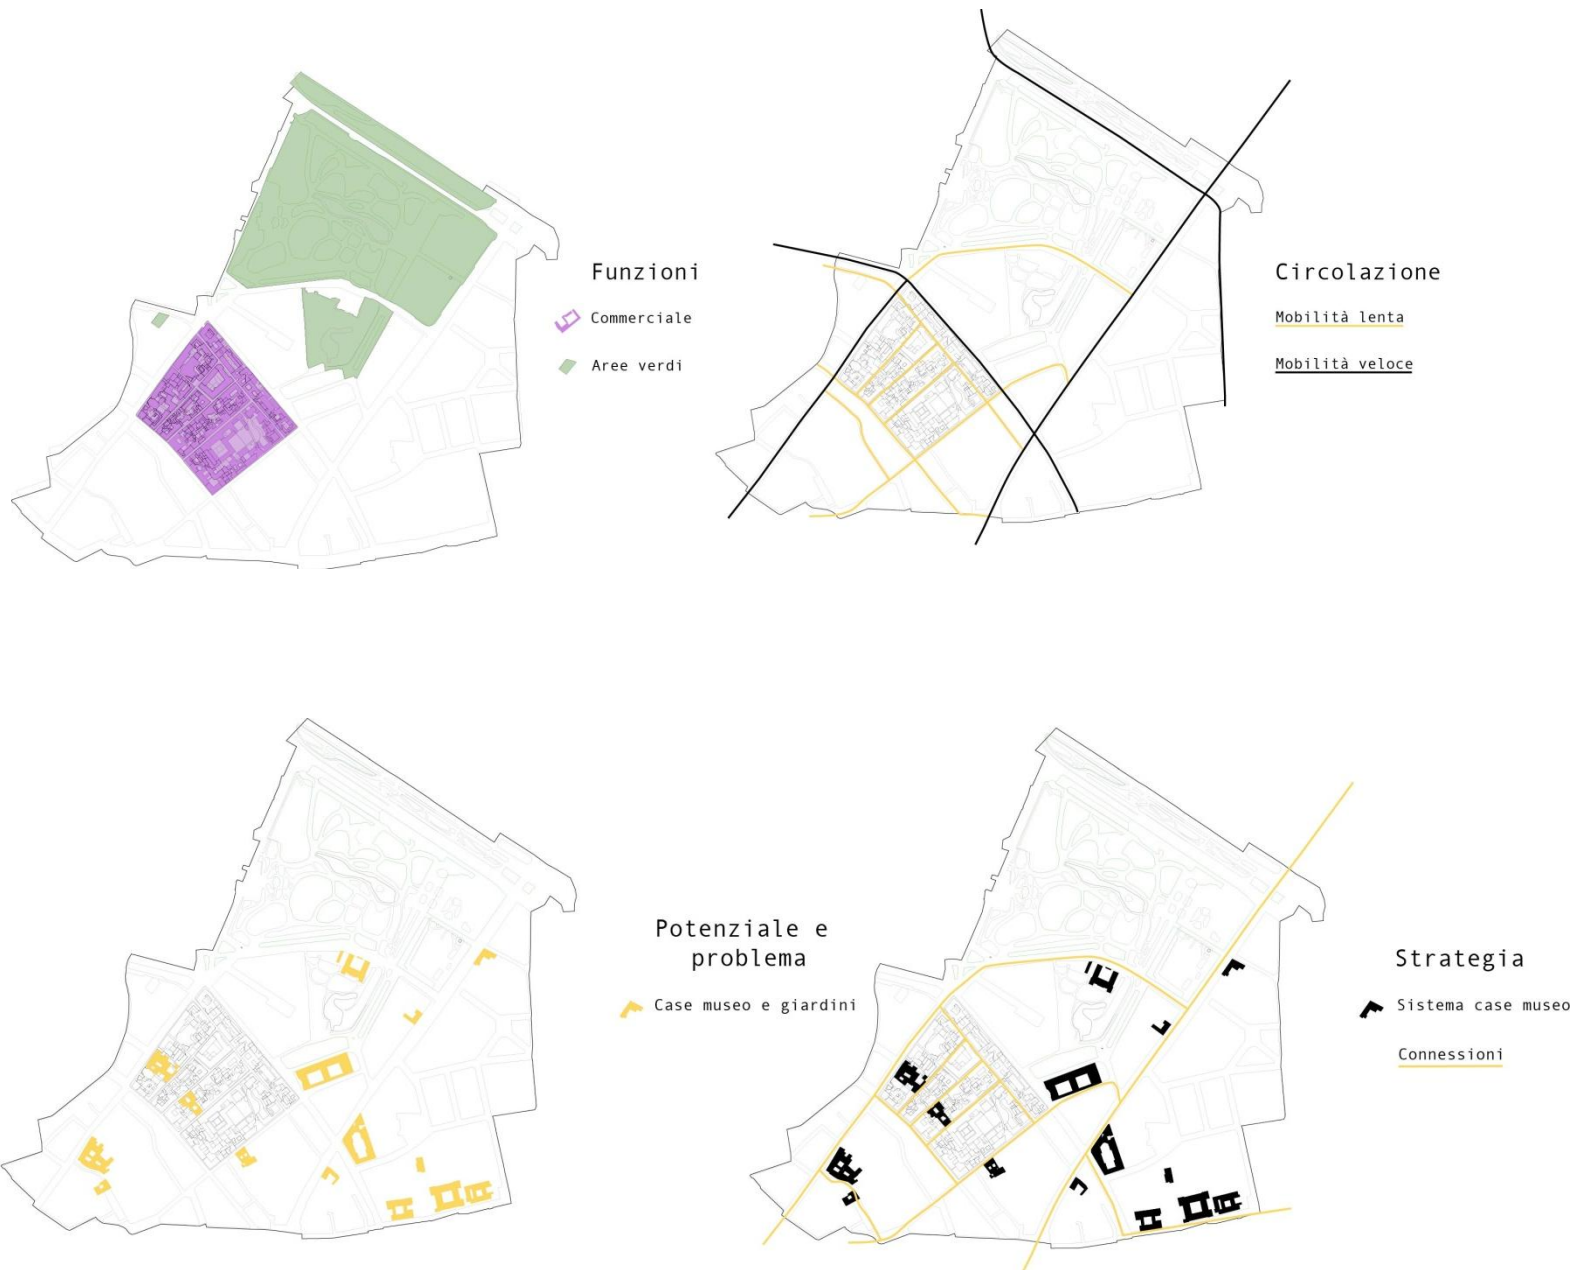 Funzioni
Commerciale
Aree verdi
Circolazione
Mobilità lenta
Mobilità veloce
Potenziale e
problema
Case museo e giardini
Strategia
Sistema case museo
Connessioni